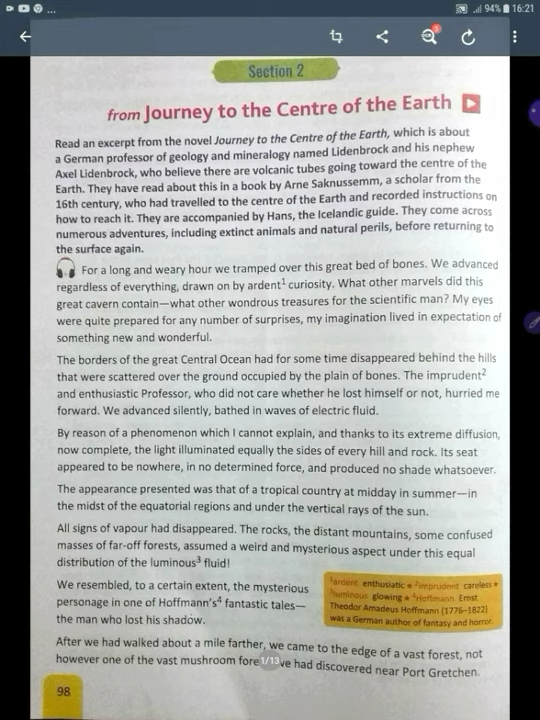 94% 16:21
Section 2
from Journey to the Centre of the Earth
Read an excerpt from the novel Journey to the Centre of the Earth, which is about
a German professor of geology and mineralogy named Lidenbrock and his nephew
Axel Lidenbrock, who believe there are volcanic tubes going toward the centre of the
Earth. They have read about this in a book by Arne Saknussemm, a scholar from the
16th century, who had travelled to the centre of the Earth and recorded instructions on
how to reach it. They are accompanied by Hans, the Icelandic guide. They come across
numerous adventures, including extinct animals and natural perils, before returning to
the surface again.
For a long and weary hour we tramped over this great bed of bones. We advanced
regardless of everything, drawn on by ardent¹ curiosity. What other marvels did this
great cavern contain—what other wondrous treasures for the scientific man? My eyes
were quite prepared for any number of surprises, my imagination lived in expectation of
something new and wonderful.
The borders of the great Central Ocean had for some time disappeared behind the hills
that were scattered over the ground occupied by the plain of bones. The imprudent²
and enthusiastic Professor, who did not care whether he lost himself or not, hurried me
forward. We advanced silently, bathed in waves of electric fluid.
By reason of a phenomenon which I cannot explain, and thanks to its extreme diffusion,
now complete, the light illuminated equally the sides of every hill and rock. Its seat
appeared to be nowhere, in no determined force, and produced no shade whatsoever.
The appearance presented was that of a tropical country at midday in summer—in
the midst of the equatorial regions and under the vertical rays of the sun.
All signs of vapour had disappeared. The rocks, the distant mountains, some confused
masses of far-off forests, assumed a weird and mysterious aspect under this equal
distribution of the luminous³ fluid!
We resembled, to a certain extent, the mysterious
personage in one of Hoffmann's⁴ fantastic tales—
the man who lost his shadow.
¹ardent enthusiastic • ²imprudent careless •
³luminous glowing • ⁴Hoffmann Ernst
Theodor Amadeus Hoffmann (1776–1822)
was a German author of fantasy and horror.
After we had walked about a mile farther, we came to the edge of a vast forest, not
however one of the vast mushroom fore 1/13 ve had discovered near Port Gretchen.
98